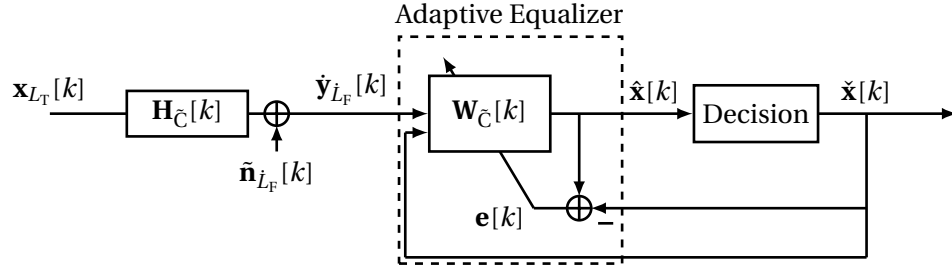 Adaptive Equalizer
𝐱_{L_T}[k]
𝐇_{C̃}[k]
ñ_{L̇_F}[k]
ẏ_{L̇_F}[k]
𝐖_{C̃}[k]
𝐞[k]
−
x̂[k]
Decision
x̌[k]